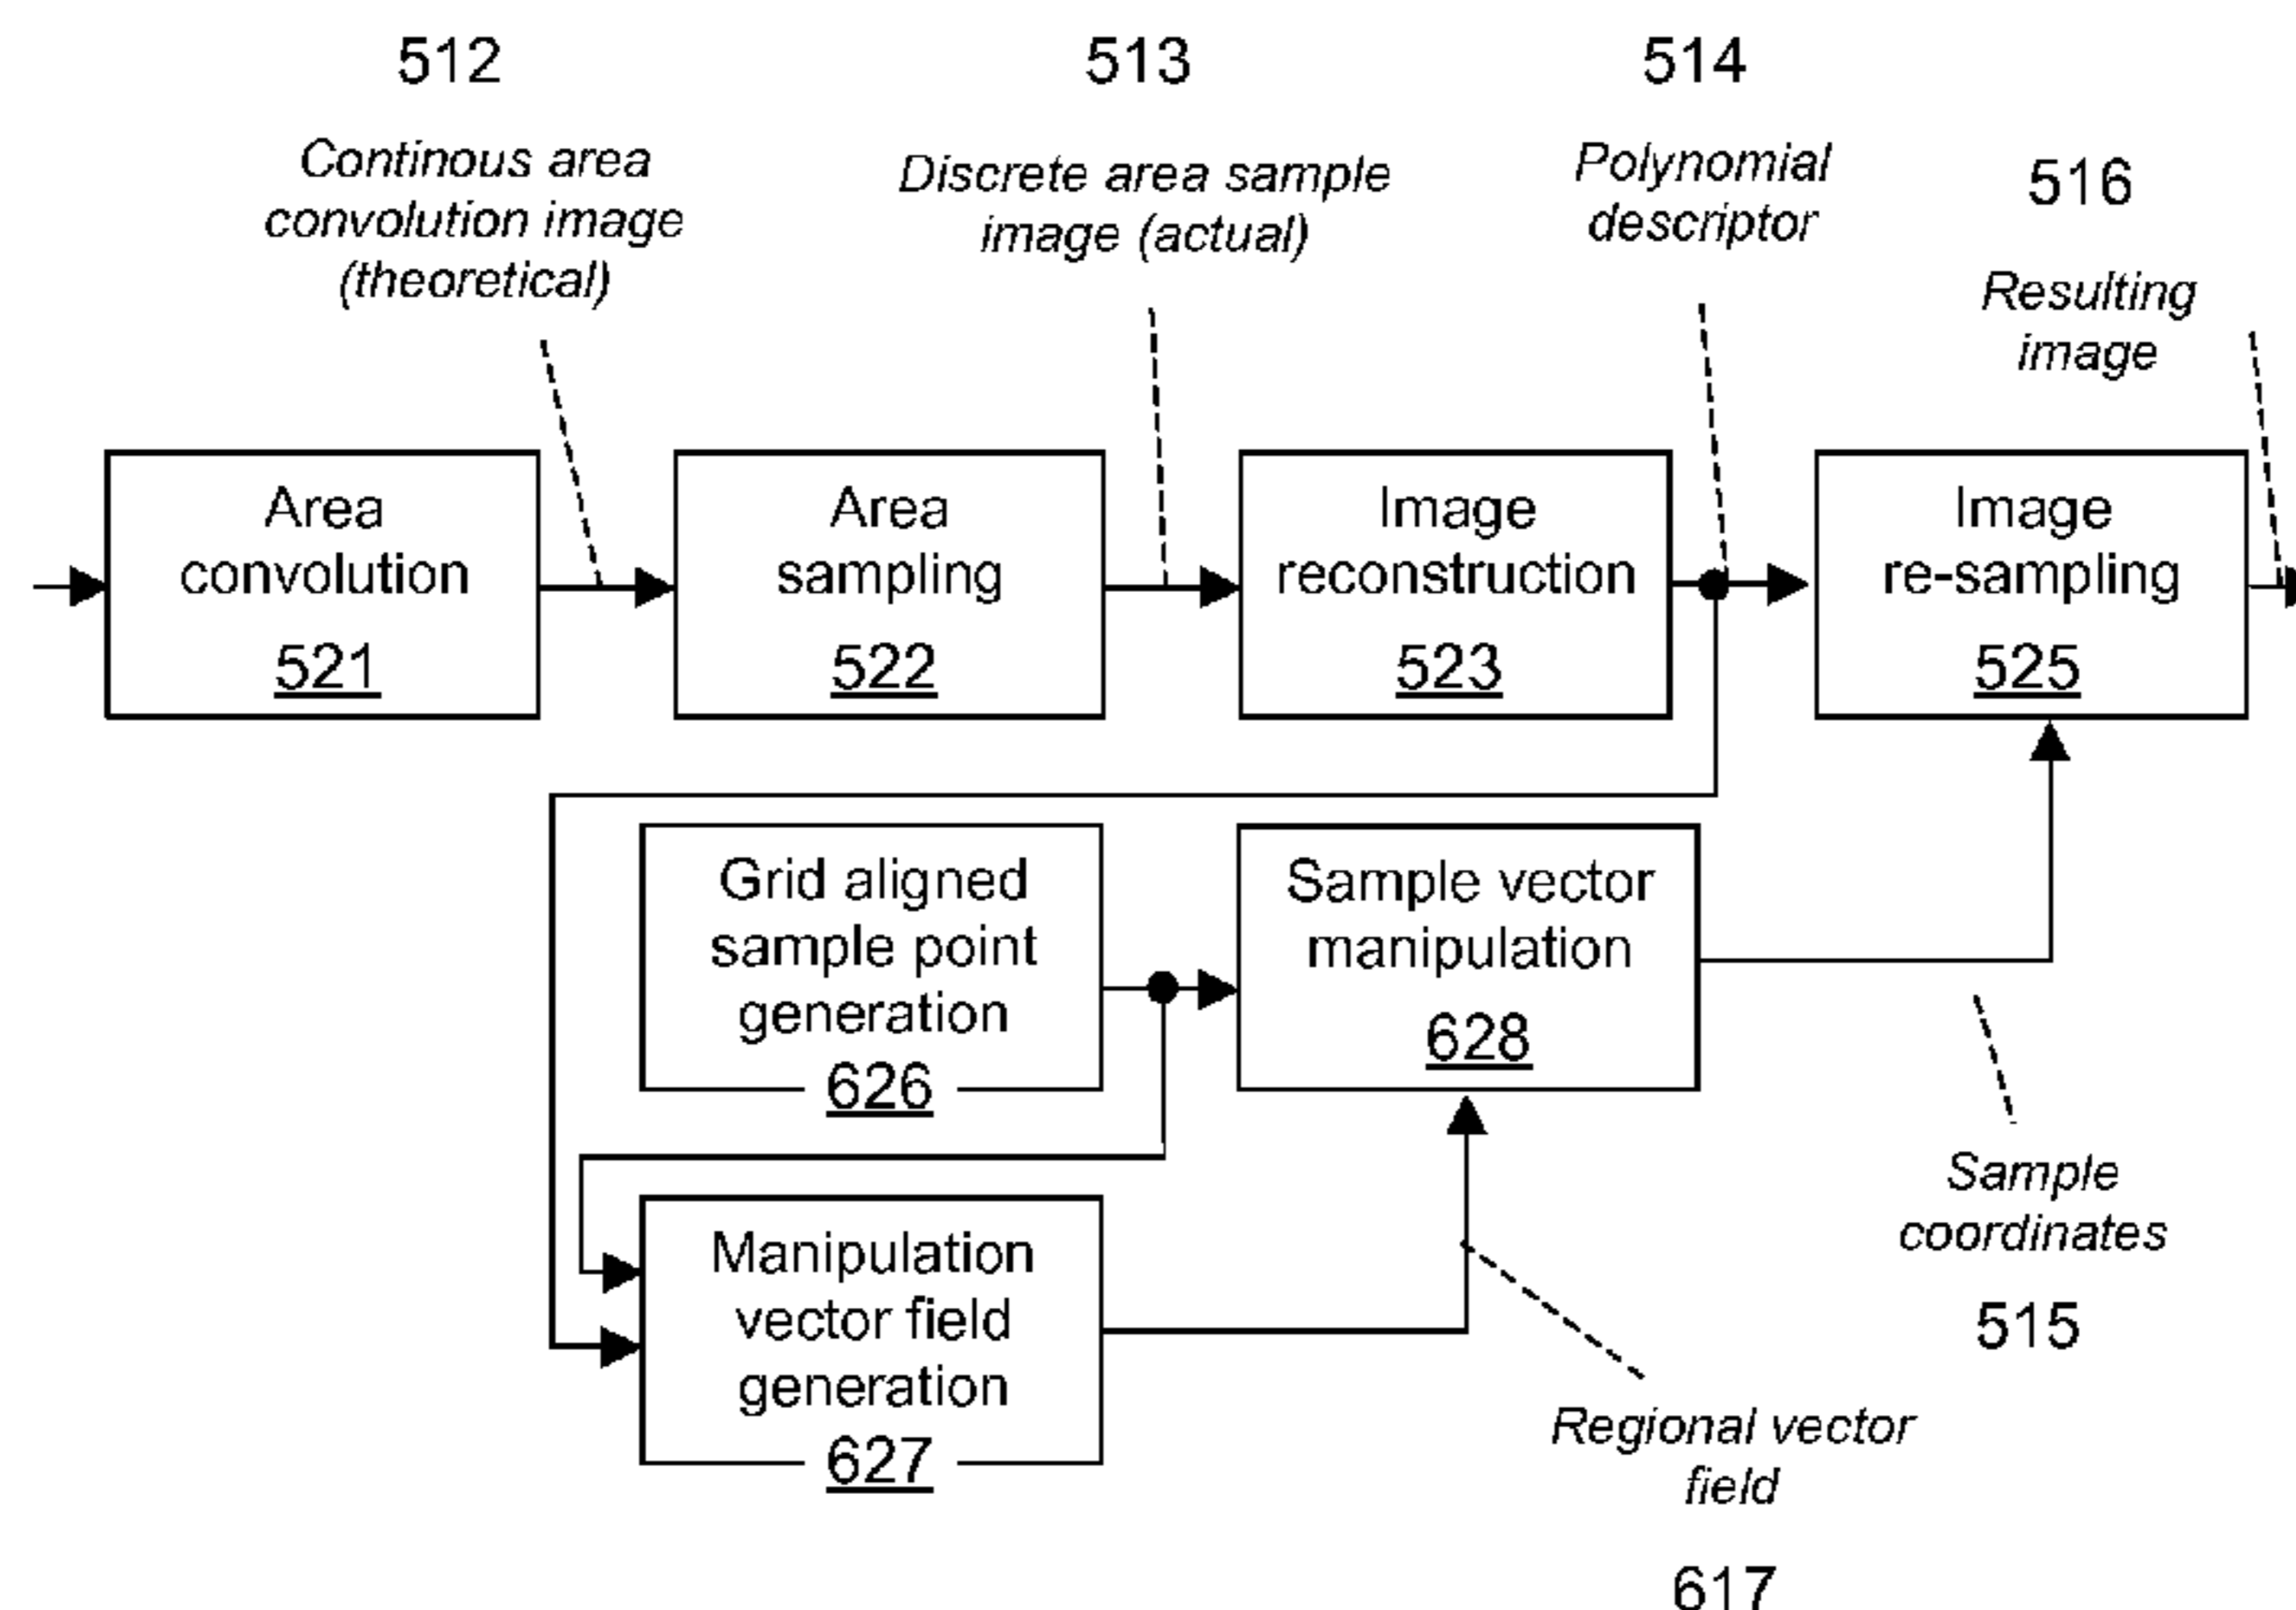 512
Continous area
convolution image
(theoretical)
513
Discrete area sample
image (actual)
514
Polynomial
descriptor
516
Resulting
image
Area
convolution
521
Area
sampling
522
Image
reconstruction
523
Image
re-sampling
525
Grid aligned
sample point
generation
626
Sample vector
manipulation
628
Manipulation
vector field
generation
627
Sample
coordinates
515
Regional vector
field
617